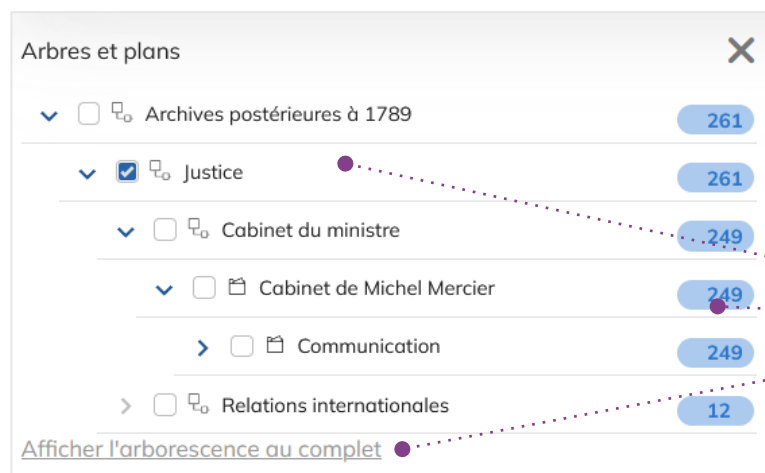 Arbres et plans
Archives postérieures à 1789 261
Justice 261
Cabinet du ministre 249
Cabinet de Michel Mercier 249
Communication 249
Relations internationales 12
Afficher l'arborescence au complet